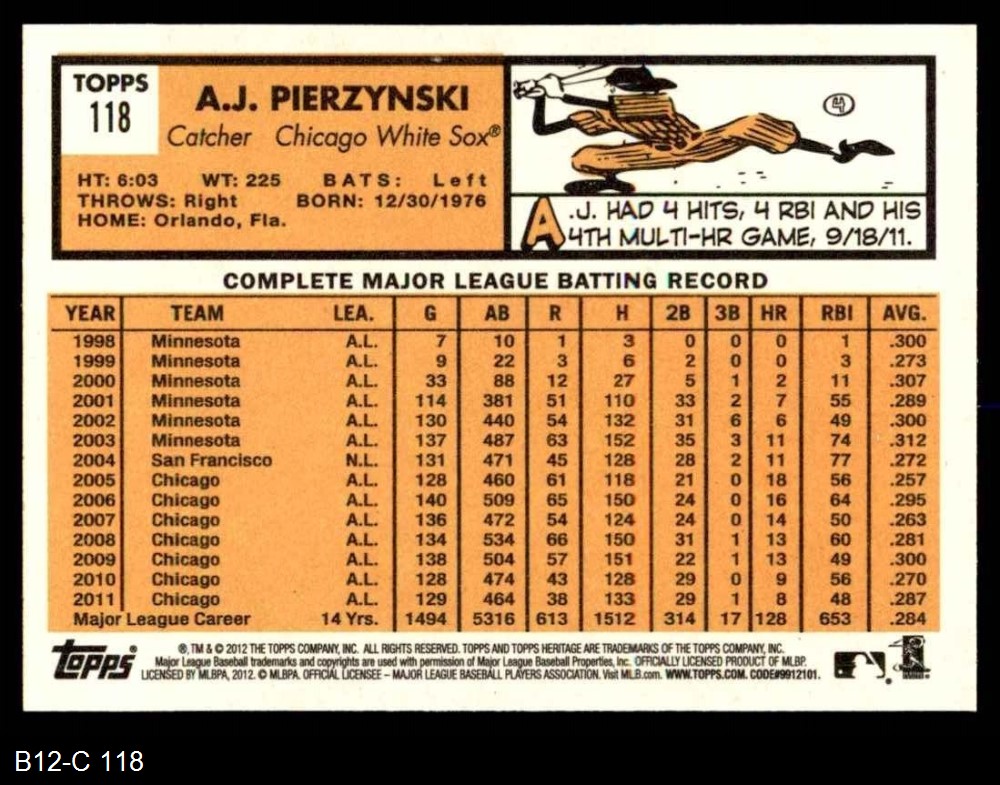 TOPPS
118
A.J. PIERZYNSKI
Catcher Chicago White Sox®
HT: 6:03 WT: 225 BATS: Left
THROWS: Right BORN: 12/30/1976
HOME: Orlando, Fla.
4
A.J. HAD 4 HITS, 4 RBI AND HIS
4TH MULTI-HR GAME, 9/18/11.
COMPLETE MAJOR LEAGUE BATTING RECORD
YEAR TEAM LEA. G AB R H 2B 3B HR RBI AVG.
1998 Minnesota A.L. 7 10 1 3 0 0 0 1 .300
1999 Minnesota A.L. 9 22 3 6 2 0 0 3 .273
2000 Minnesota A.L. 33 88 12 27 5 1 2 11 .307
2001 Minnesota A.L. 114 381 51 110 33 2 7 55 .289
2002 Minnesota A.L. 130 440 54 132 31 6 6 49 .300
2003 Minnesota A.L. 137 487 63 152 35 3 11 74 .312
2004 San Francisco N.L. 131 471 45 128 28 2 11 77 .272
2005 Chicago A.L. 128 460 61 118 21 0 18 56 .257
2006 Chicago A.L. 140 509 65 150 24 0 16 64 .295
2007 Chicago A.L. 136 472 54 124 24 0 14 50 .263
2008 Chicago A.L. 134 534 66 150 31 1 13 60 .281
2009 Chicago A.L. 138 504 57 151 22 1 13 49 .300
2010 Chicago A.L. 128 474 43 128 29 0 9 56 .270
2011 Chicago A.L. 129 464 38 133 29 1 8 48 .287
Major League Career 14 Yrs. 1494 5316 613 1512 314 17 128 653 .284
Topps®
®, TM & © 2012 THE TOPPS COMPANY, INC. ALL RIGHTS RESERVED. TOPPS AND TOPPS HERITAGE ARE TRADEMARKS OF THE TOPPS COMPANY, INC.
Major League Baseball trademarks and copyrights are used with permission of Major League Baseball Properties, Inc. OFFICIALLY LICENSED PRODUCT OF MLBP.
LICENSED BY MLBPA, 2012. © MLBPA. OFFICIAL LICENSEE – MAJOR LEAGUE BASEBALL PLAYERS ASSOCIATION. Visit MLB.com. WWW.TOPPS.COM. CODE#9912101.
B12-C 118